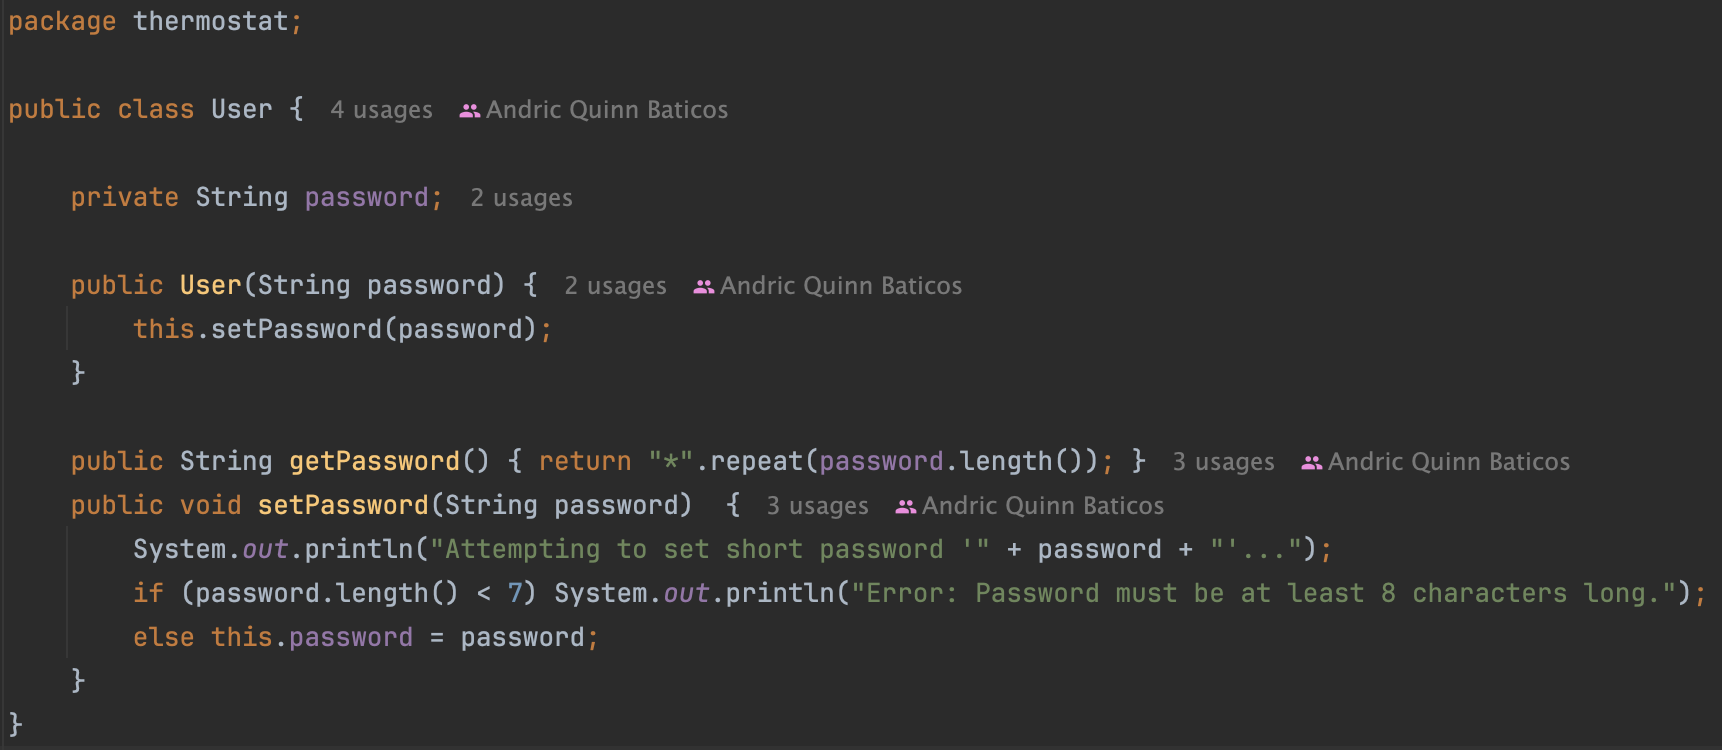 package thermostat;
public class User { 4 usages Andric Quinn Baticos
private String password; 2 usages
public User(String password) { 2 usages Andric Quinn Baticos
this.setPassword(password);
}
public String getPassword() { return "*".repeat(password.length()); } 3 usages Andric Quinn Baticos
public void setPassword(String password)  { 3 usages Andric Quinn Baticos
System.out.println("Attempting to set short password '" + password + "'...");
if (password.length() < 7) System.out.println("Error: Password must be at least 8 characters long.");
else this.password = password;
}
}